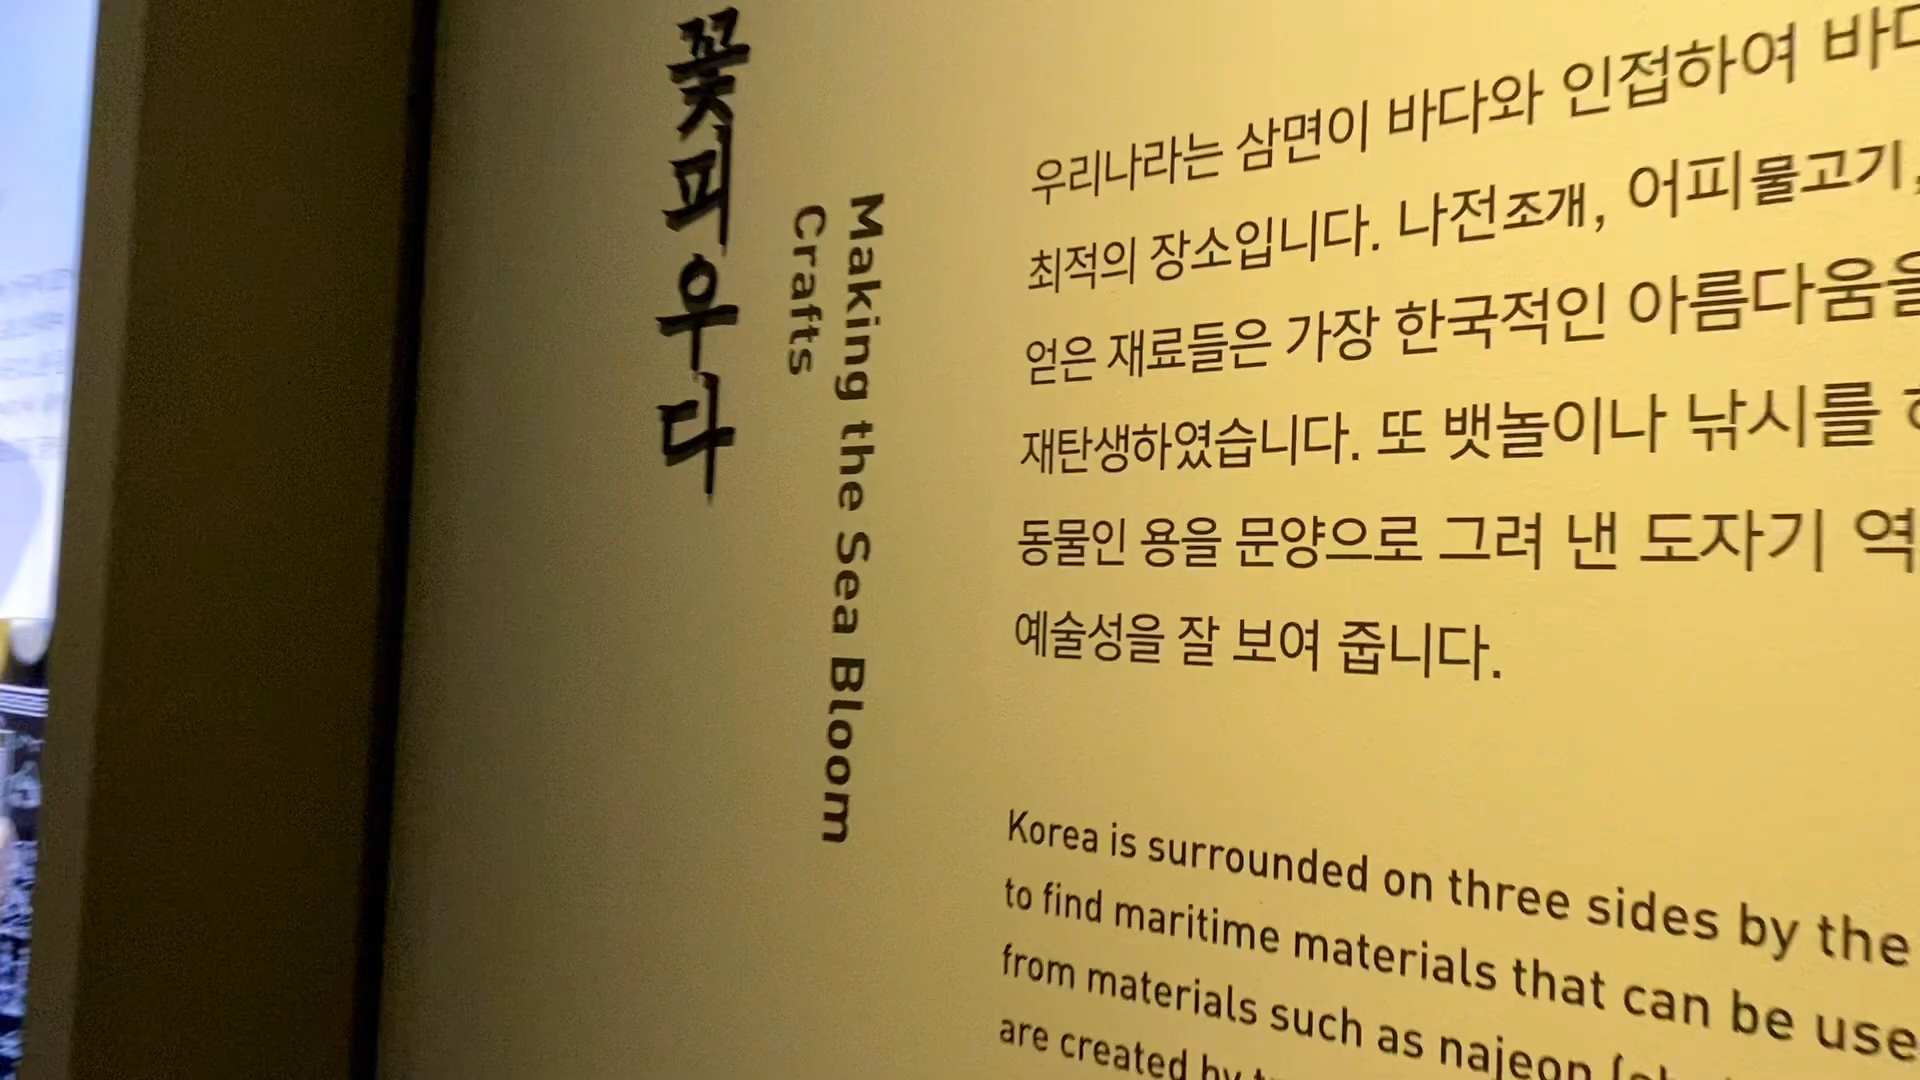 꽃피우다
Making the Sea Bloom
Crafts
우리나라는 삼면이 바다와 인접하여
최적의 장소입니다. 나전조개, 어피물고기,
얻은 재료들은 가장 한국적인 아름다움을
재탄생하였습니다. 또 뱃놀이나 낚시를
동물인 용을 문양으로 그려 낸 도자기 역
예술성을 잘 보여 줍니다.
Korea is surrounded on three sides by the
to find maritime materials that can be use
from materials such as najeon
are created by